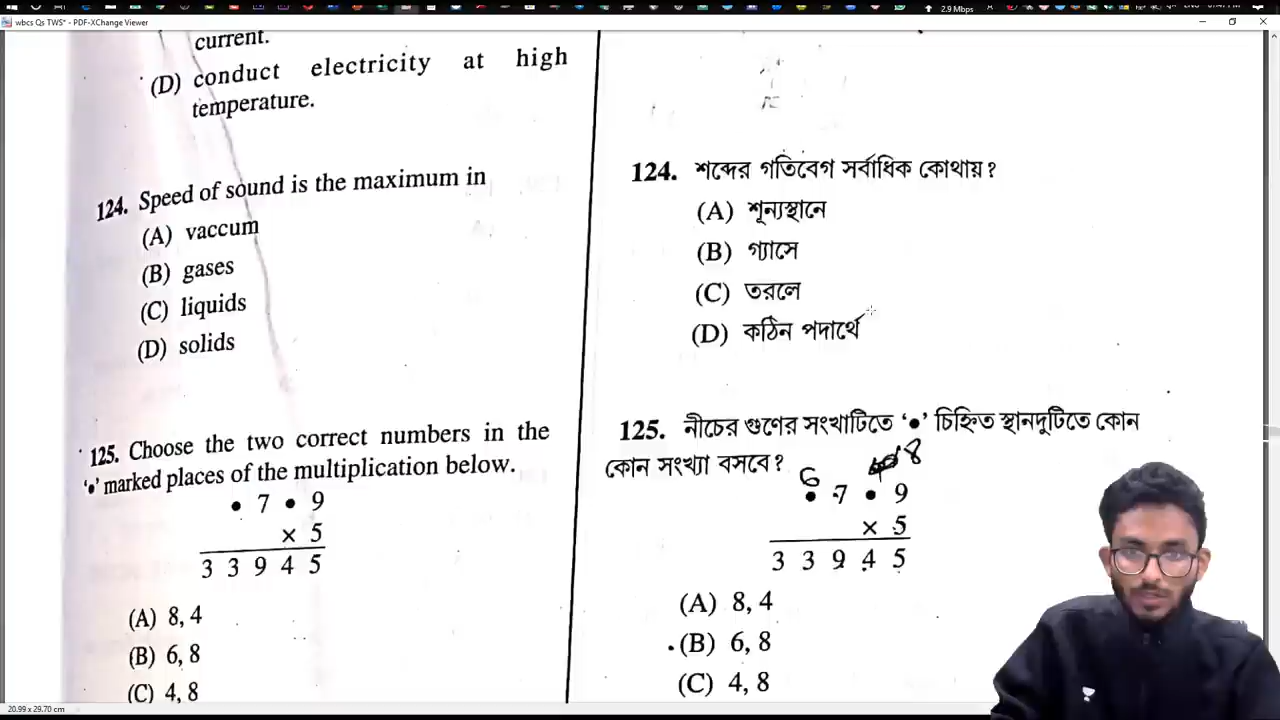 wbcs Qs TWS* - PDF-XChange Viewer
2.9 Mbps
current.
(D) conduct electricity at high
temperature.
124. Speed of sound is the maximum in
(A) vaccum
(B) gases
(C) liquids
(D) solids
125. Choose the two correct numbers in the
'•' marked places of the multiplication below.
• 7 • 9
× 5
3 3 9 4 5
(A) 8, 4
(B) 6, 8
(C) 4, 8
124. শব্দের গতিবেগ সর্বাধিক কোথায় ?
(A) শূন্যস্থানে
(B) গ্যাসে
(C) তরলে
(D) কঠিন পদার্থে
125. নীচের গুণের সংখাটিতে '•' চিহ্নিত স্থানদুটিতে কোন
কোন সংখ্যা বসবে ?
6 8
• 7 • 9
× 5
3 3 9 4 5
(A) 8, 4
(B) 6, 8
(C) 4, 8
20.99 x 29.70 cm